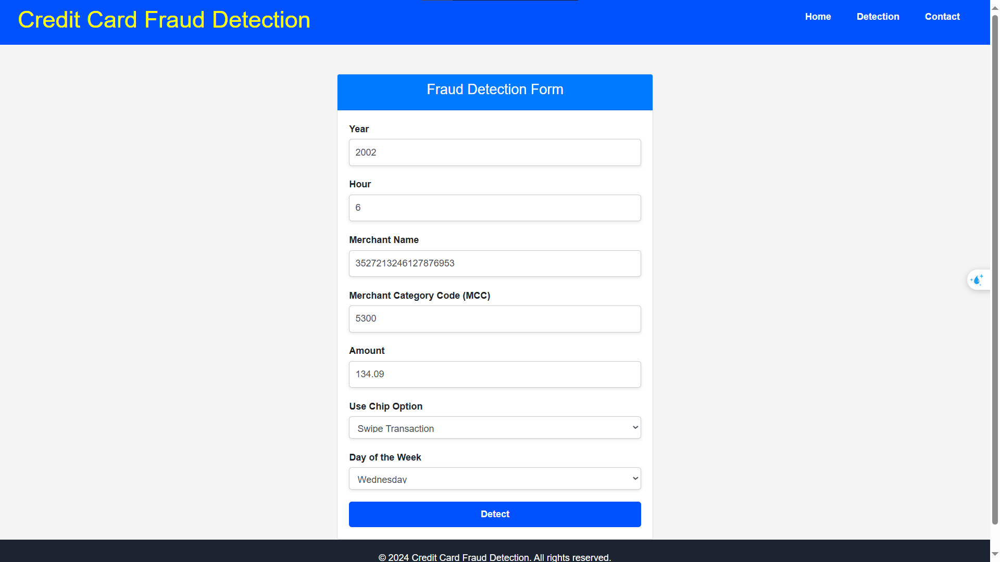 Credit Card Fraud Detection
Home Detection Contact
Fraud Detection Form
Year
2002
Hour
6
Merchant Name
3527213246127876953
Merchant Category Code (MCC)
5300
Amount
134.09
Use Chip Option
Swipe Transaction
Day of the Week
Wednesday
Detect
© 2024 Credit Card Fraud Detection. All rights reserved.